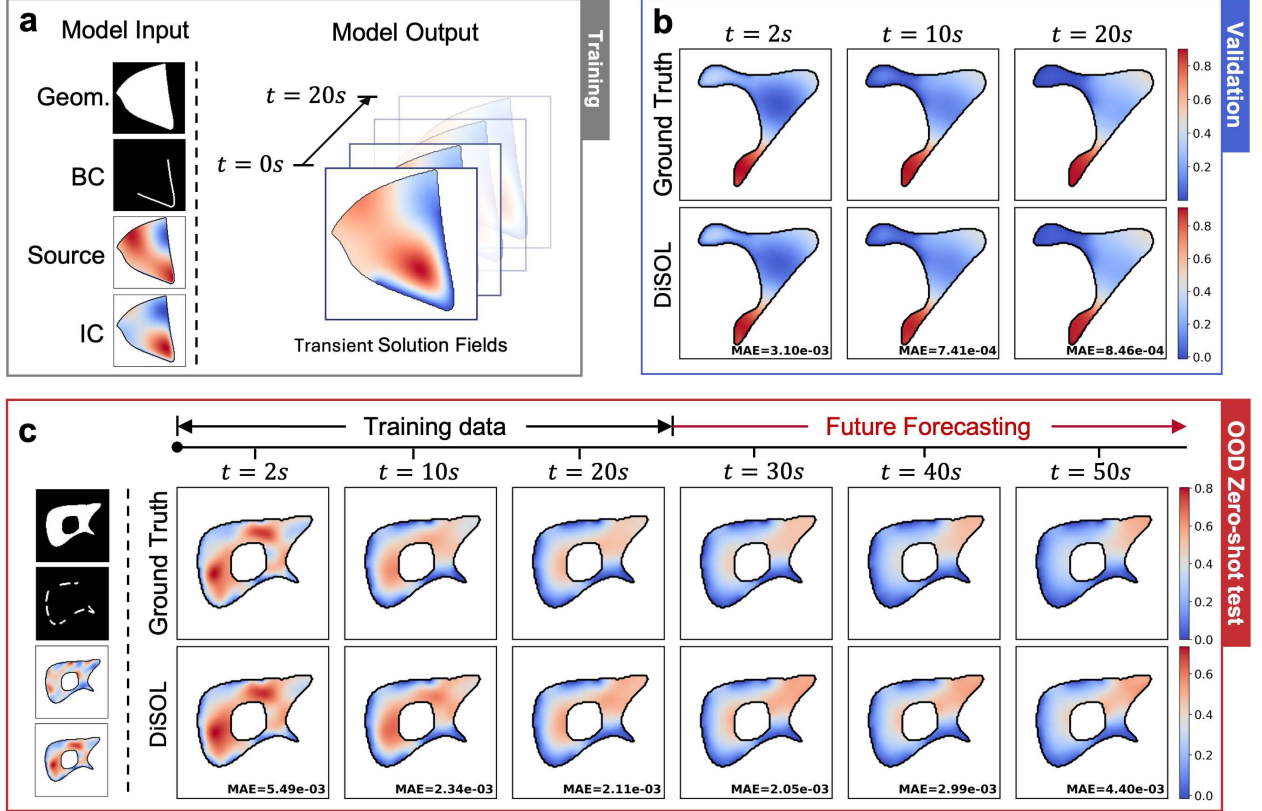 a
Model Input
Model Output
Training
Geom.
BC
Source
IC
t = 20s
t = 0s
Transient Solution Fields
b
t = 2s
t = 10s
t = 20s
Validation
Ground Truth
0.8
0.6
0.4
0.2
DiSOL
MAE=3.10e-03
MAE=7.41e-04
MAE=8.46e-04
0.8
0.6
0.4
0.2
0.0
c
Training data
Future Forecasting
OOD Zero-shot test
t = 2s
t = 10s
t = 20s
t = 30s
t = 40s
t = 50s
Ground Truth
0.8
0.6
0.4
0.2
0.0
DiSOL
MAE=5.49e-03
MAE=2.34e-03
MAE=2.11e-03
MAE=2.05e-03
MAE=2.99e-03
MAE=4.40e-03
0.6
0.4
0.2
0.0